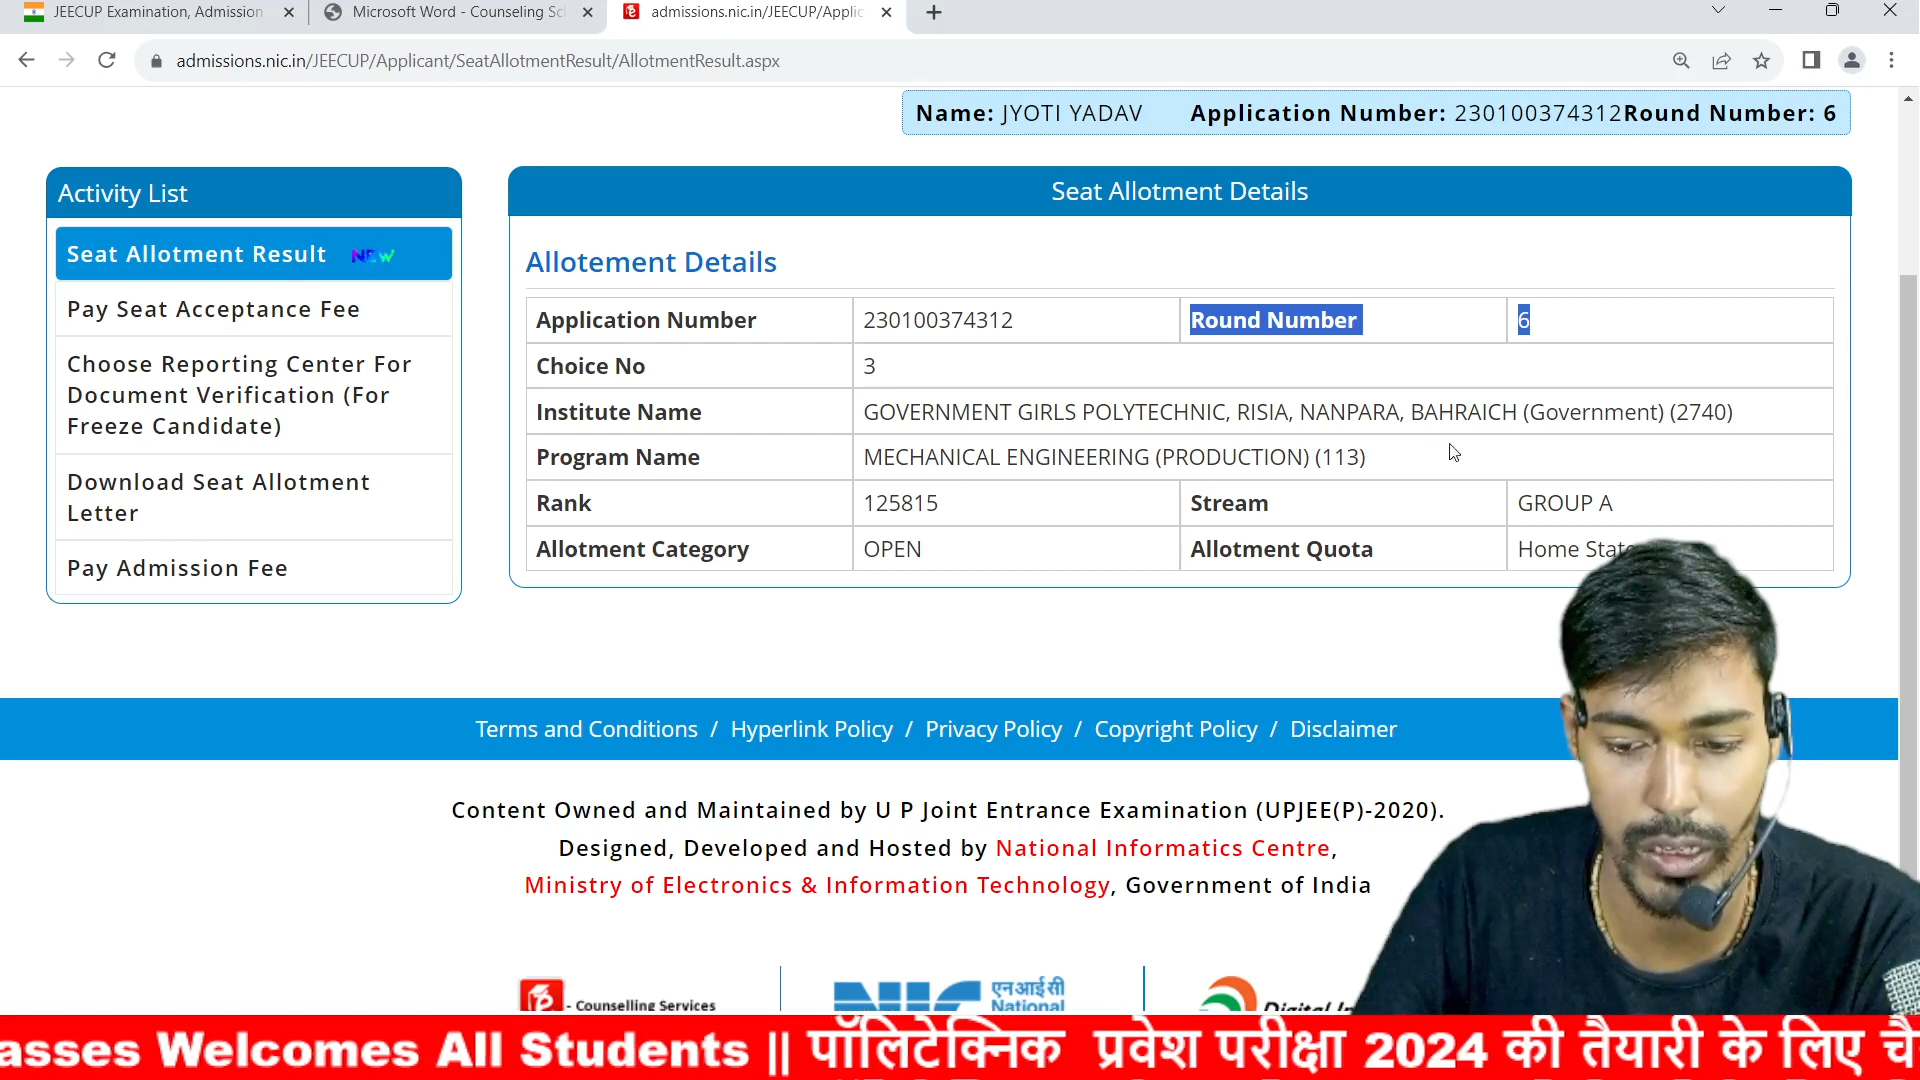 JEECUP Examination, Admission
Microsoft Word - Counseling Sc
admissions.nic.in/JEECUP/Applic
admissions.nic.in/JEECUP/Applicant/SeatAllotmentResult/AllotmentResult.aspx
Name: JYOTI YADAV Application Number: 230100374312Round Number: 6
Activity List
Seat Allotment Result NEW
Pay Seat Acceptance Fee
Choose Reporting Center For
Document Verification (For
Freeze Candidate)
Download Seat Allotment
Letter
Pay Admission Fee
Seat Allotment Details
Allotement Details
Application Number 230100374312 Round Number 6
Choice No 3
Institute Name GOVERNMENT GIRLS POLYTECHNIC, RISIA, NANPARA, BAHRAICH (Government) (2740)
Program Name MECHANICAL ENGINEERING (PRODUCTION) (113)
Rank 125815 Stream GROUP A
Allotment Category OPEN Allotment Quota Home State
Terms and Conditions / Hyperlink Policy / Privacy Policy / Copyright Policy / Disclaimer
Content Owned and Maintained by U P Joint Entrance Examination (UPJEE(P)-2020).
Designed, Developed and Hosted by National Informatics Centre,
Ministry of Electronics & Information Technology, Government of India
- Counselling Services
NIC एनआईसी
National
Digital In
asses Welcomes All Students || पॉलिटेक्निक प्रवेश परीक्षा 2024 की तैयारी के लिए चै